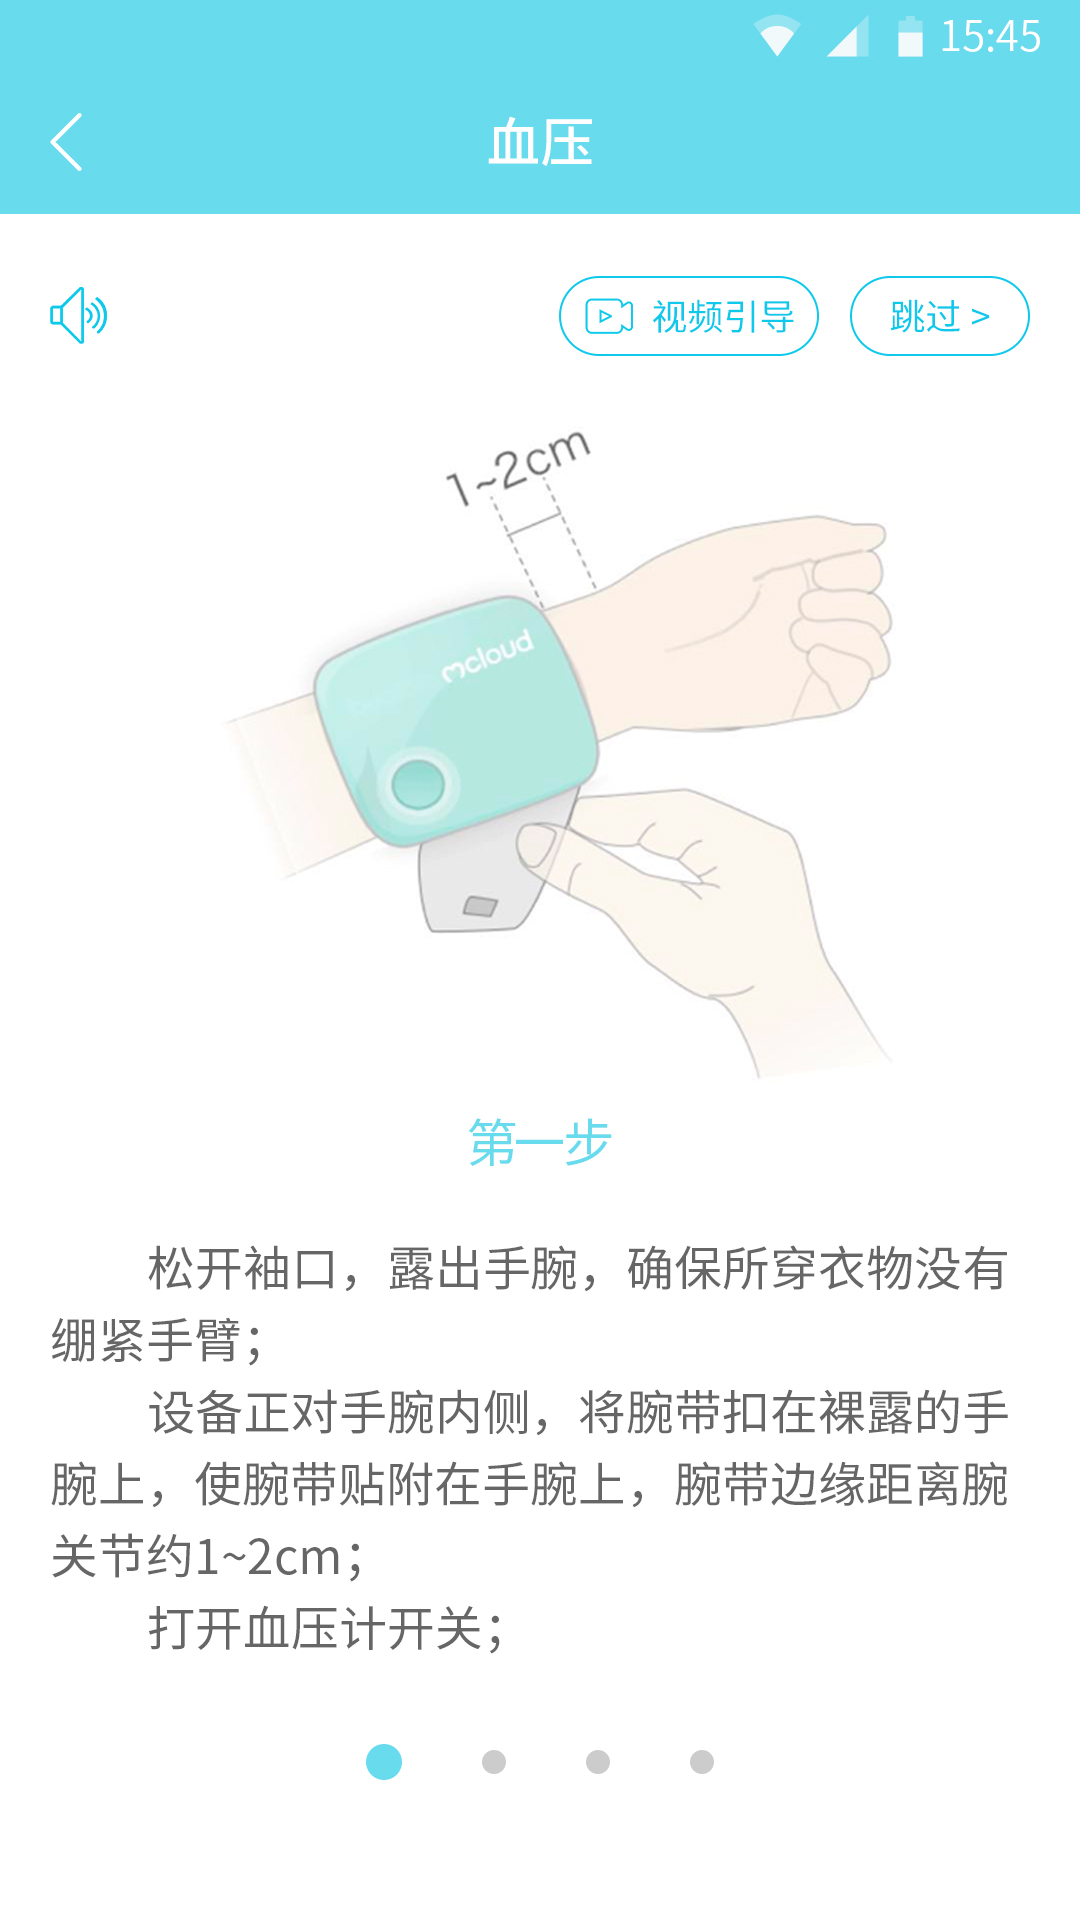 15:45
血压
视频引导
跳过 >
1~2cm
mcloud
第一步
松开袖口，露出手腕，确保所穿衣物没有
绷紧手臂；
设备正对手腕内侧，将腕带扣在裸露的手
腕上，使腕带贴附在手腕上，腕带边缘距离腕
关节约1~2cm；
打开血压计开关；